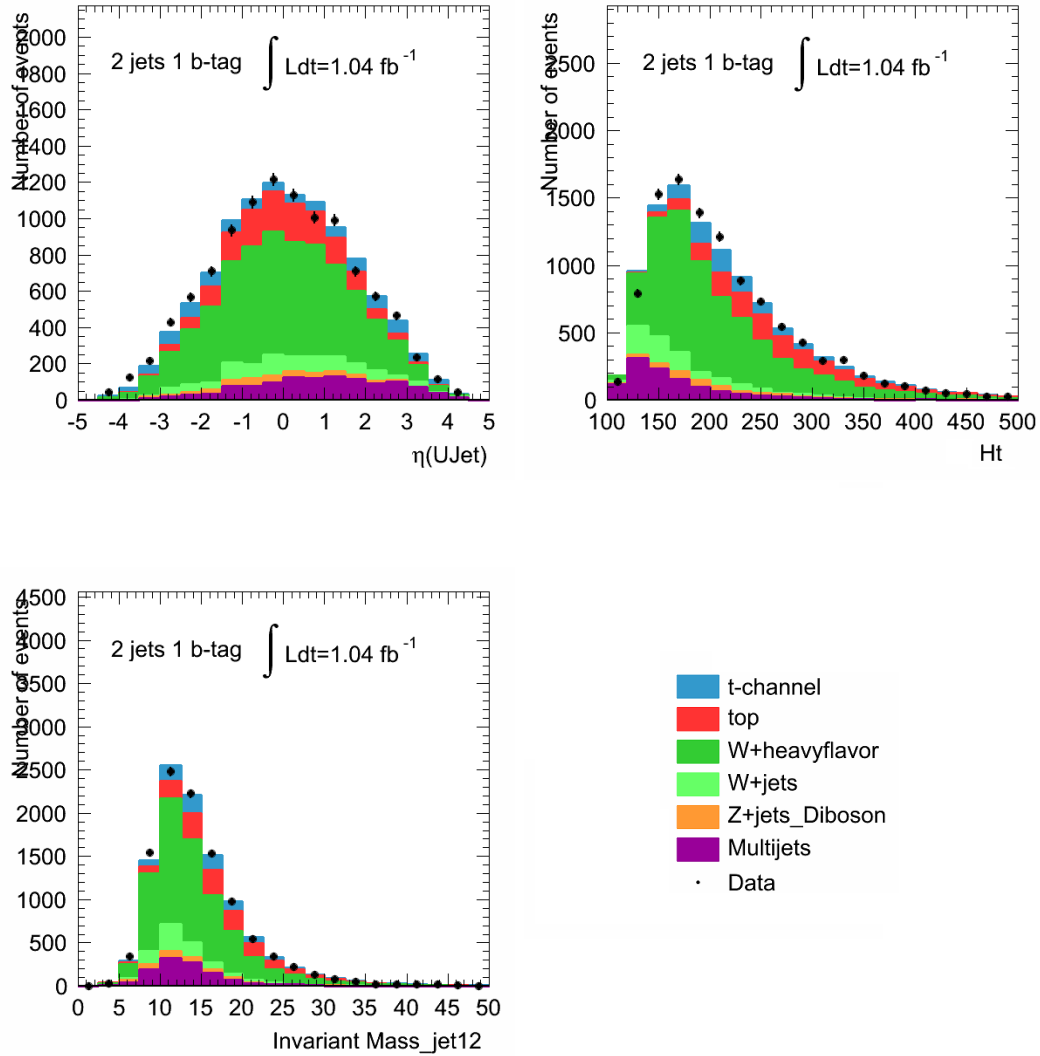 Number of events
2000
1800
1600
1400
1200
1000
800
600
400
200
0
2 jets 1 b-tag ∫ Ldt=1.04 fb -1
-5 -4 -3 -2 -1 0 1 2 3 4 5
η(UJet)
Number of events
2500
2000
1500
1000
500
0
2 jets 1 b-tag ∫ Ldt=1.04 fb -1
100 150 200 250 300 350 400 450 500
Ht
Number of events
4500
4000
3500
3000
2500
2000
1500
1000
500
0
2 jets 1 b-tag ∫ Ldt=1.04 fb -1
0 5 10 15 20 25 30 35 40 45 50
Invariant Mass_jet12
t-channel
top
W+heavyflavor
W+jets
Z+jets_Diboson
Multijets
Data